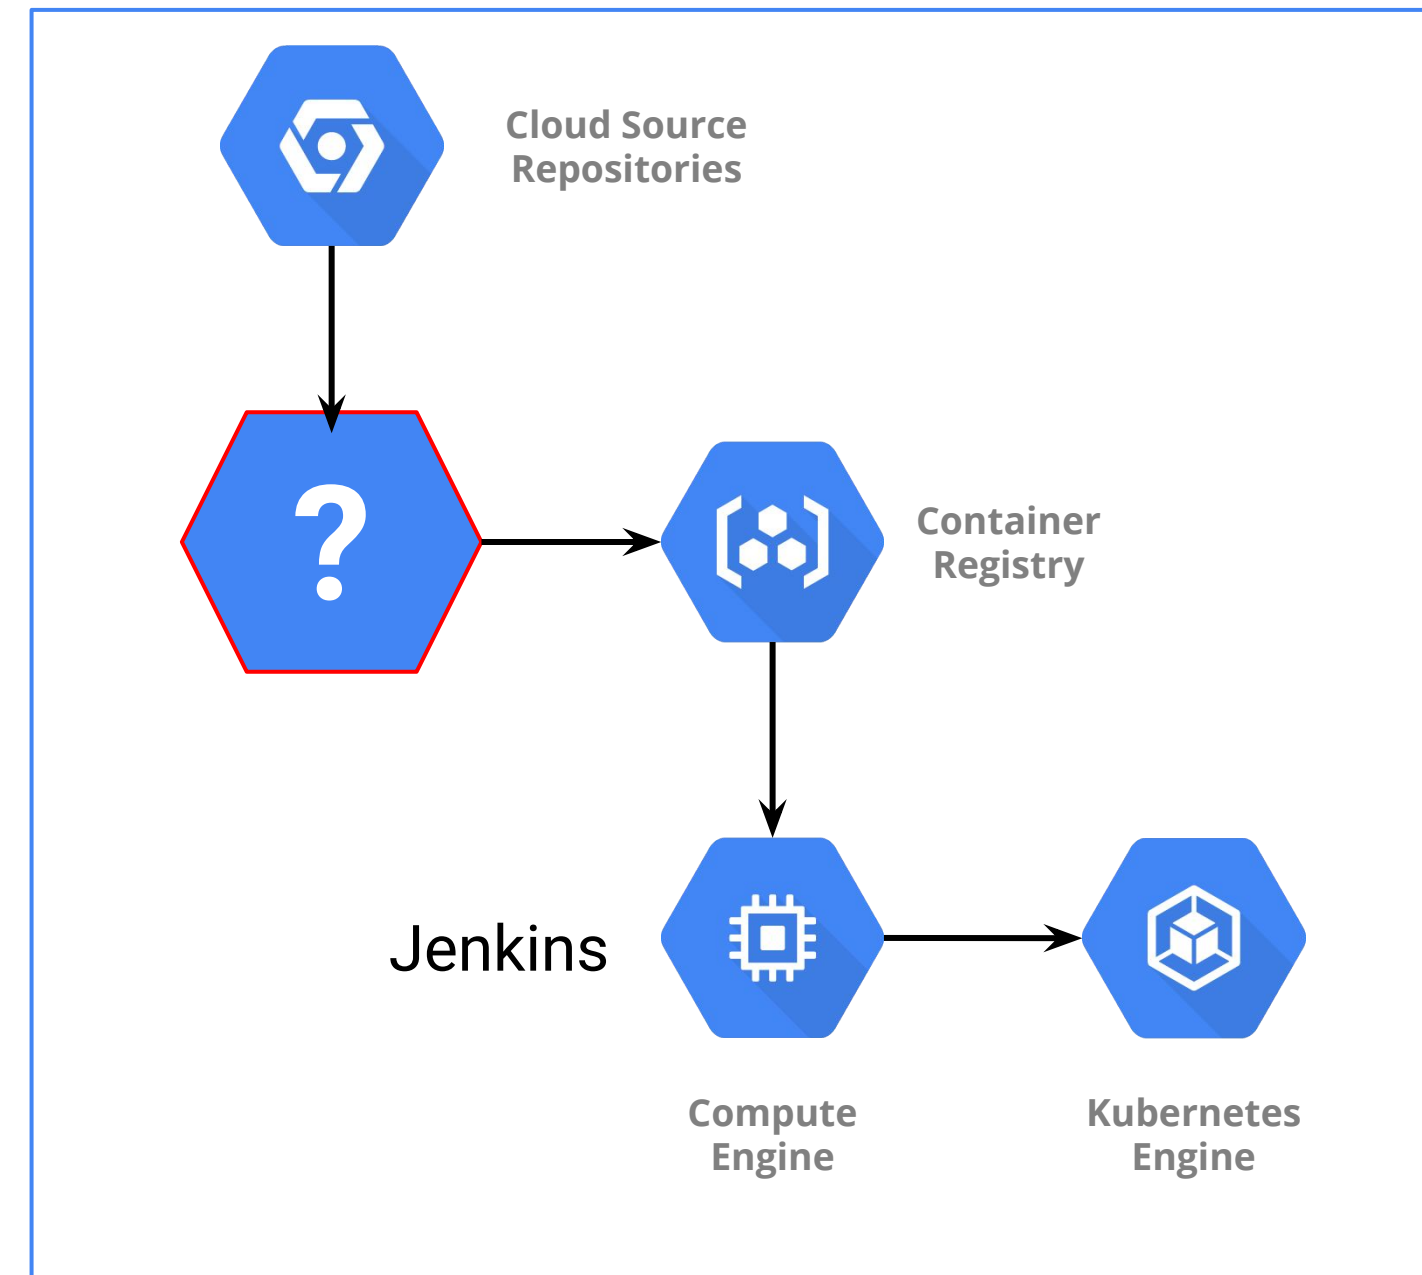 Cloud Source
Repositories
?
Container
Registry
Jenkins
Compute
Engine
Kubernetes
Engine